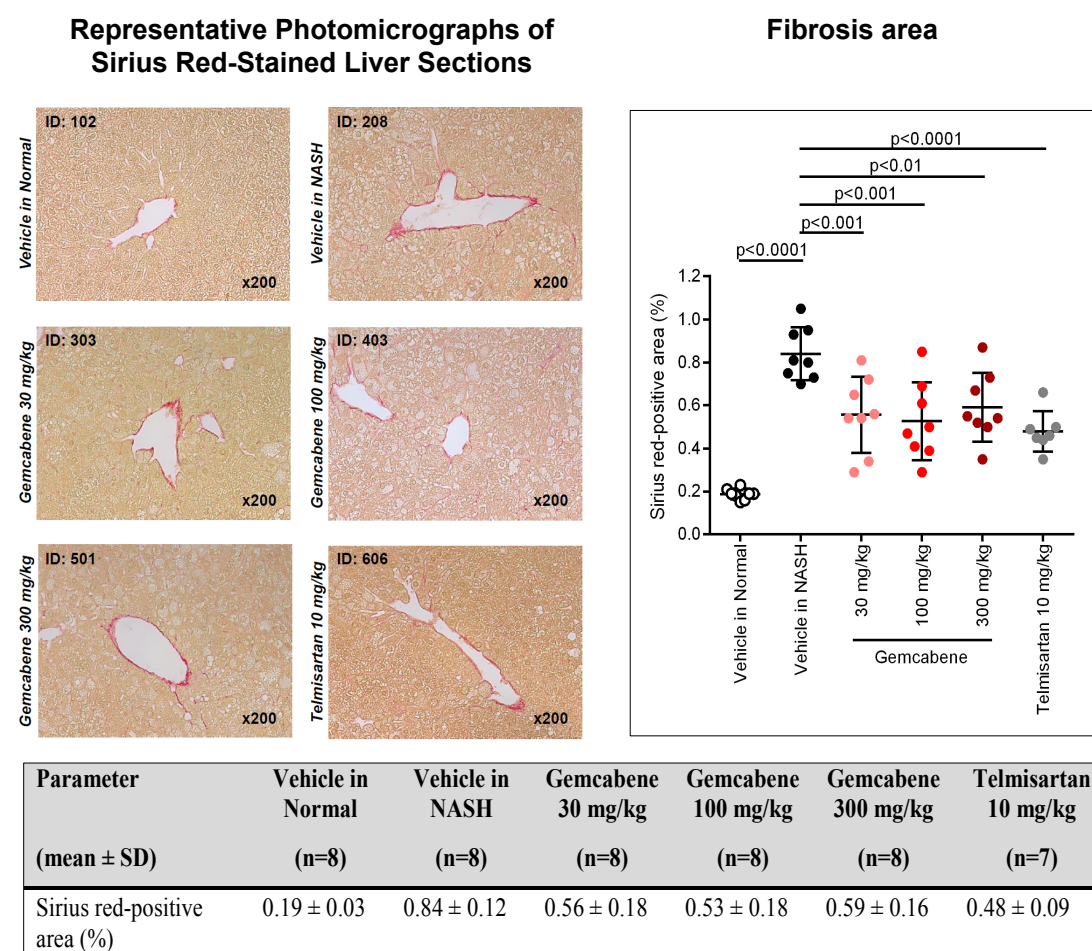 Representative Photomicrographs of
Sirius Red-Stained Liver Sections
Vehicle in Normal
ID: 102
x200
Vehicle in NASH
ID: 208
x200
Gemcabene 30 mg/kg
ID: 303
x200
Gemcabene 100 mg/kg
ID: 403
x200
Gemcabene 300 mg/kg
ID: 501
x200
Telmisartan 10 mg/kg
ID: 606
x200
Fibrosis area
p<0.0001
p<0.01
p<0.001
p<0.001
p<0.0001
Sirius red-positive area (%)
1.2
1.0
0.8
0.6
0.4
0.2
0.0
Vehicle in Normal
Vehicle in NASH
30 mg/kg
100 mg/kg
300 mg/kg
Telmisartan 10 mg/kg
Gemcabene
Parameter Vehicle in Vehicle in Gemcabene Gemcabene Gemcabene Telmisartan
Normal NASH 30 mg/kg 100 mg/kg 300 mg/kg 10 mg/kg
(mean ± SD) (n=8) (n=8) (n=8) (n=8) (n=8) (n=7)
Sirius red-positive 0.19 ± 0.03 0.84 ± 0.12 0.56 ± 0.18 0.53 ± 0.18 0.59 ± 0.16 0.48 ± 0.09
area (%)